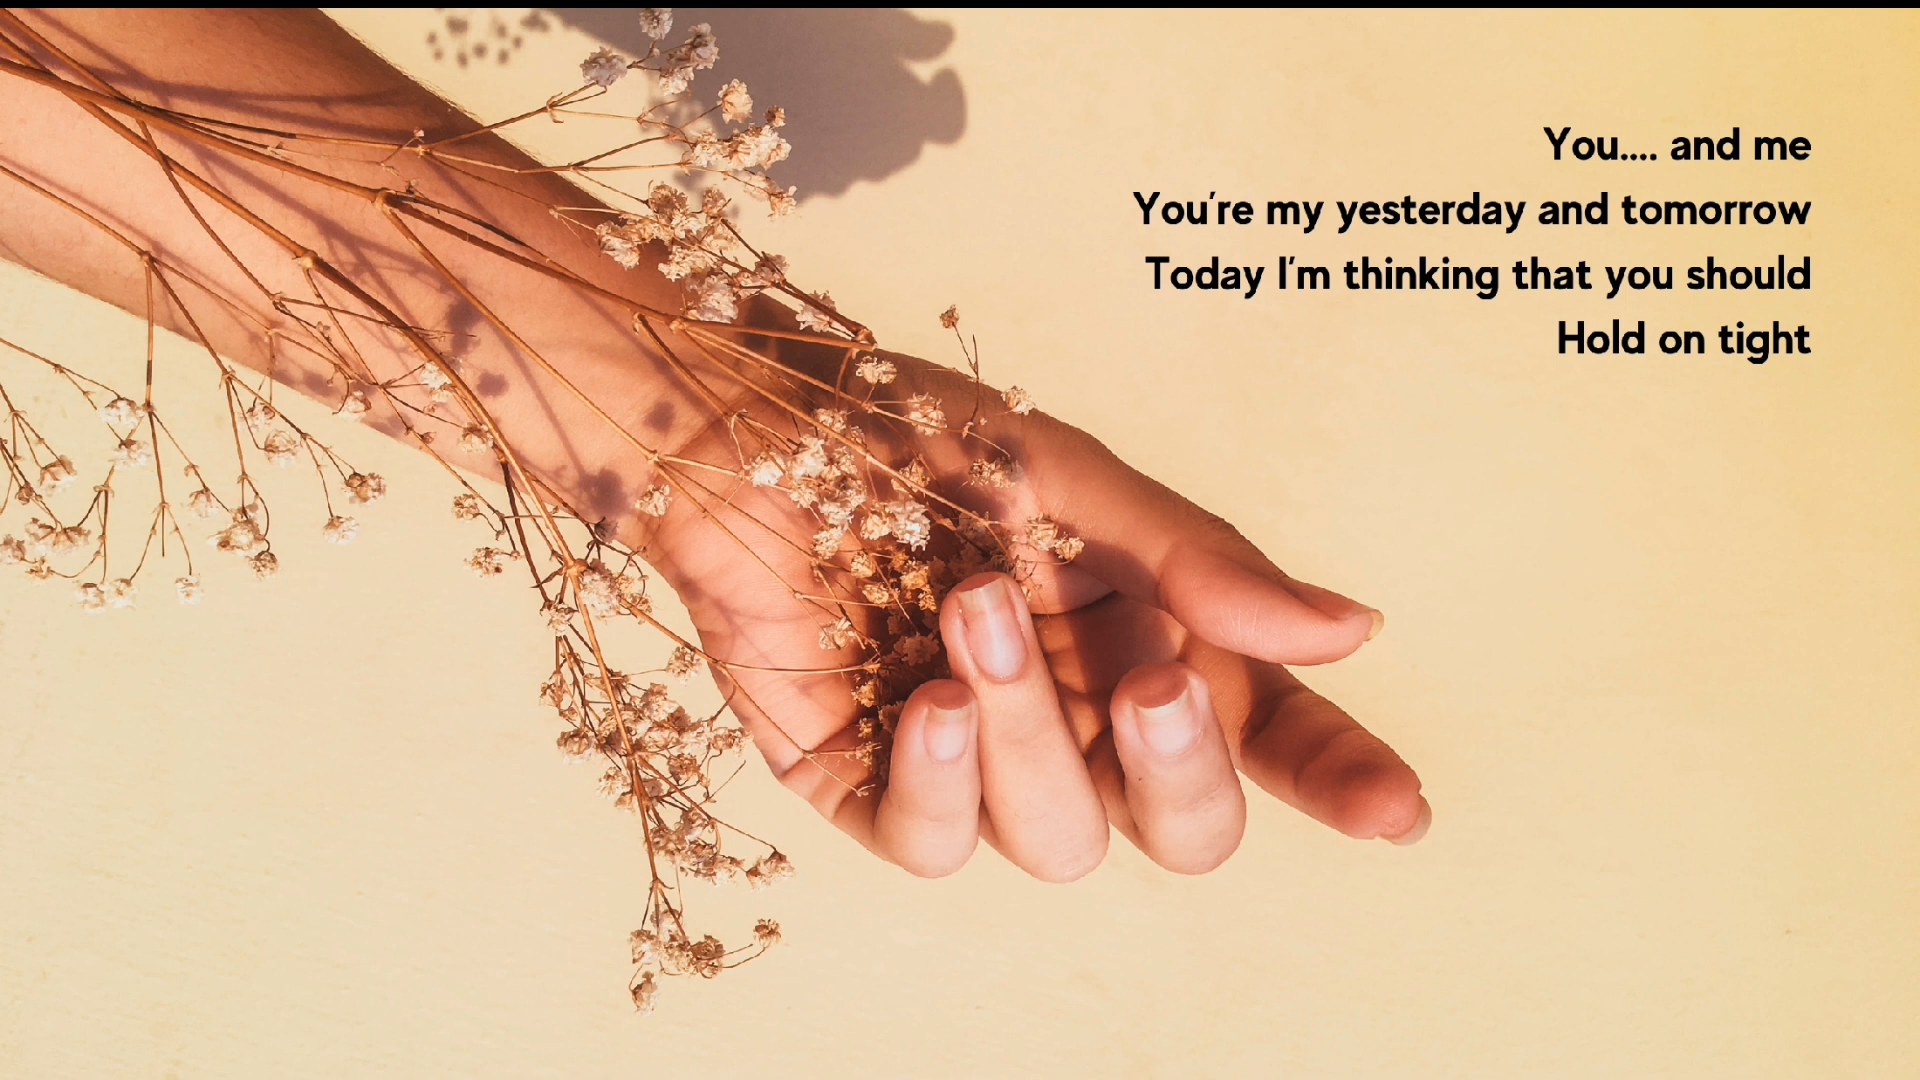 You.... and me
You're my yesterday and tomorrow
Today I'm thinking that you should
Hold on tight